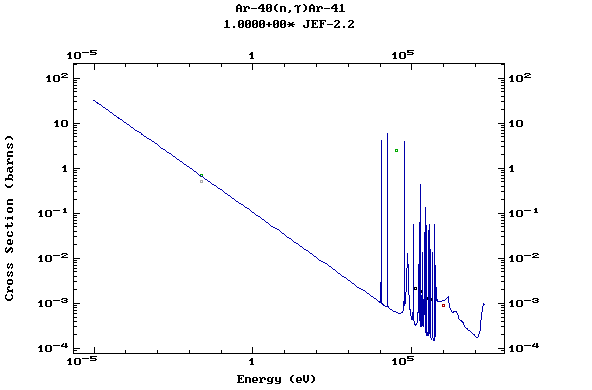 Ar-40(n,γ)Ar-41
1.0000+00* JEF-2.2
10⁻⁵ 1 10⁵
10² 10²
10 10
1 1
10⁻¹ 10⁻¹
10⁻² 10⁻²
10⁻³ 10⁻³
10⁻⁴ 10⁻⁴
10⁻⁵ 1 10⁵
Cross Section (barns)
Energy (eV)